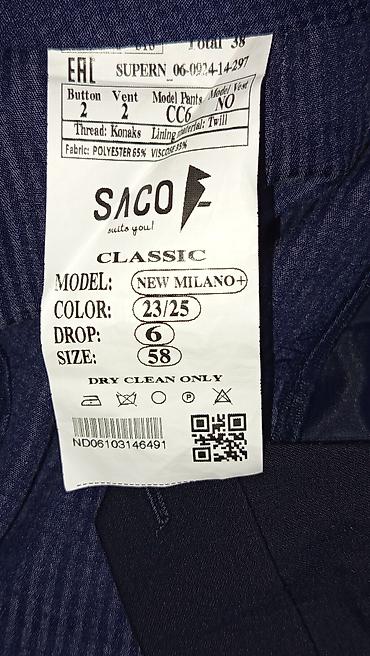 Total 38
EAC SUPERN_06-0924-14-297
Button Vent Model Pants Model Vest
2 2 CC6 NO
Thread: Konaks Lining material: Twill
Fabric: POLYESTER 65% VISCOSE 35%
SACO
suits you!
CLASSIC
MODEL: NEW MILANO+
COLOR: 23/25
DROP: 6
SIZE: 58
DRY CLEAN ONLY
P
ND06103146491